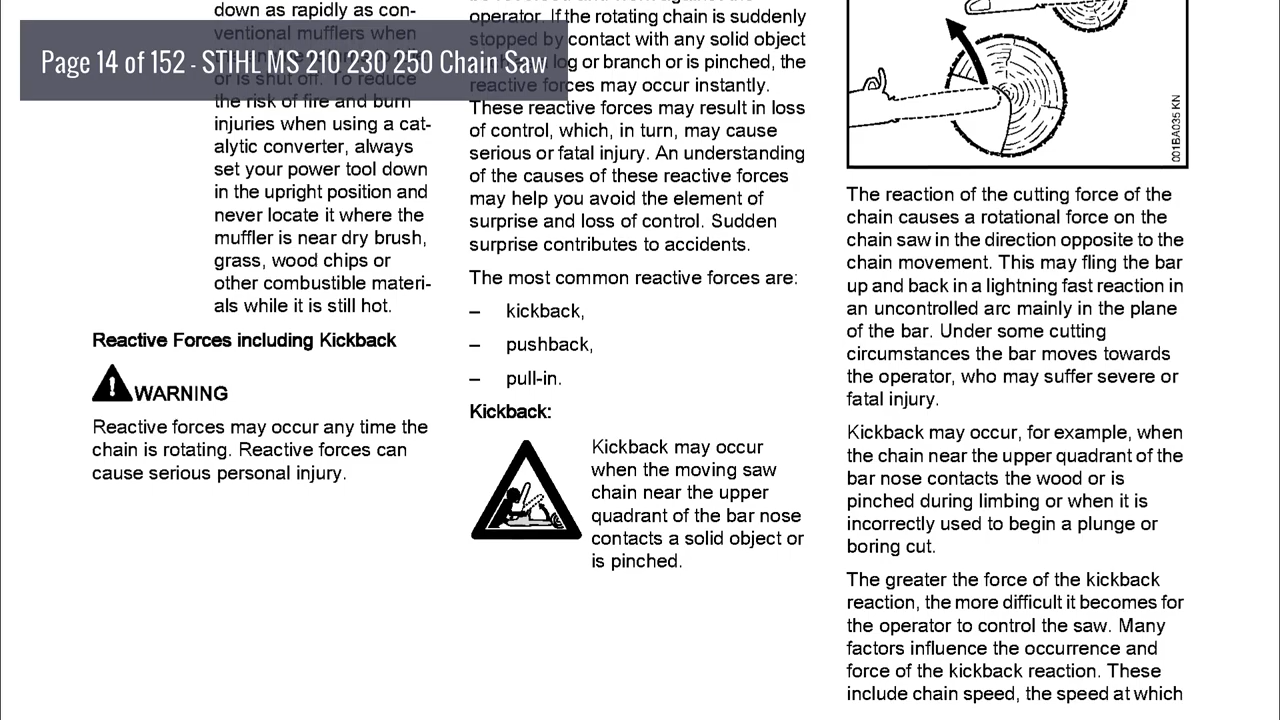 Page 14 of 152 - STIHL MS 210 230 250 Chain Saw
down as rapidly as con-
ventional mufflers when
or is shut off. To reduce
the risk of fire and burn
injuries when using a cat-
alytic converter, always
set your power tool down
in the upright position and
never locate it where the
muffler is near dry brush,
grass, wood chips or
other combustible materi-
als while it is still hot.
Reactive Forces including Kickback
WARNING
Reactive forces may occur any time the
chain is rotating. Reactive forces can
cause serious personal injury.
operator. If the rotating chain is suddenly
stopped by contact with any solid object
log or branch or is pinched, the
reactive forces may occur instantly.
These reactive forces may result in loss
of control, which, in turn, may cause
serious or fatal injury. An understanding
of the causes of these reactive forces
may help you avoid the element of
surprise and loss of control. Sudden
surprise contributes to accidents.
The most common reactive forces are:
– kickback,
– pushback,
– pull-in.
Kickback:
Kickback may occur
when the moving saw
chain near the upper
quadrant of the bar nose
contacts a solid object or
is pinched.
001BA035 KN
The reaction of the cutting force of the
chain causes a rotational force on the
chain saw in the direction opposite to the
chain movement. This may fling the bar
up and back in a lightning fast reaction in
an uncontrolled arc mainly in the plane
of the bar. Under some cutting
circumstances the bar moves towards
the operator, who may suffer severe or
fatal injury.
Kickback may occur, for example, when
the chain near the upper quadrant of the
bar nose contacts the wood or is
pinched during limbing or when it is
incorrectly used to begin a plunge or
boring cut.
The greater the force of the kickback
reaction, the more difficult it becomes for
the operator to control the saw. Many
factors influence the occurrence and
force of the kickback reaction. These
include chain speed, the speed at which